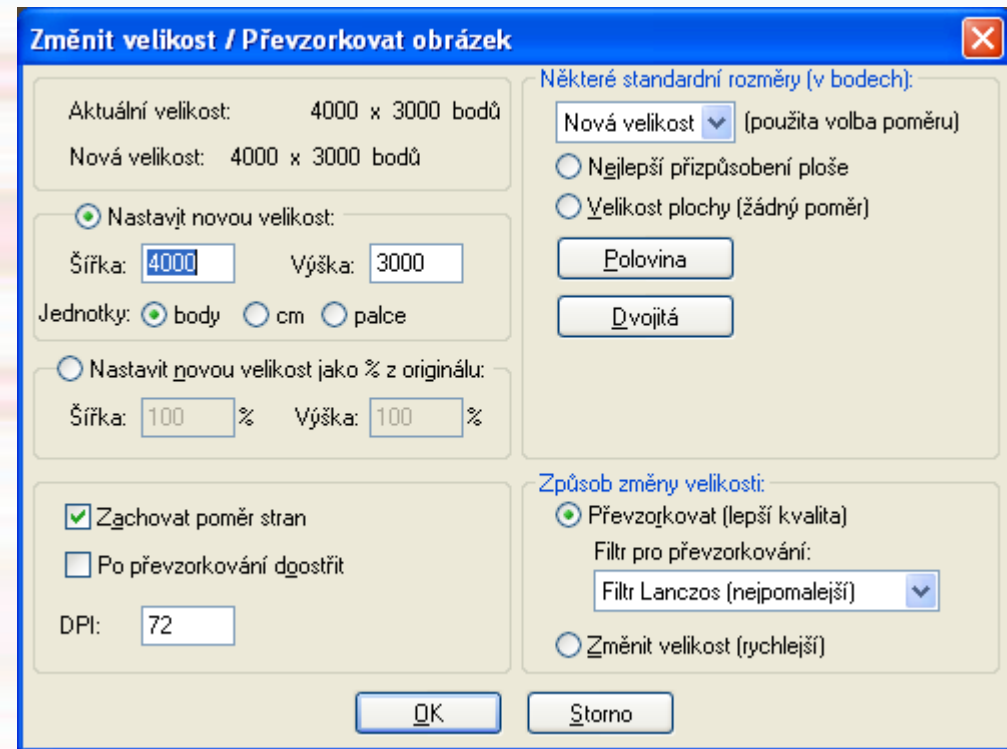 Změnit velikost / Převzorkovat obrázek
Aktuální velikost: 4000 x 3000 bodů
Nová velikost: 4000 x 3000 bodů
Nastavit novou velikost:
Šířka: 4000 Výška: 3000
Jednotky: body cm palce
Nastavit novou velikost jako % z originálu:
Šířka: 100 % Výška: 100 %
Zachovat poměr stran
Po převzorkování doostřit
DPI: 72
Některé standardní rozměry (v bodech):
Nová velikost (použita volba poměru)
Nejlepší přizpůsobení ploše
Velikost plochy (žádný poměr)
Polovina
Dvojitá
Způsob změny velikosti:
Převzorkovat (lepší kvalita)
Filtr pro převzorkování:
Filtr Lanczos (nejpomalejší)
Změnit velikost (rychlejší)
OK Storno